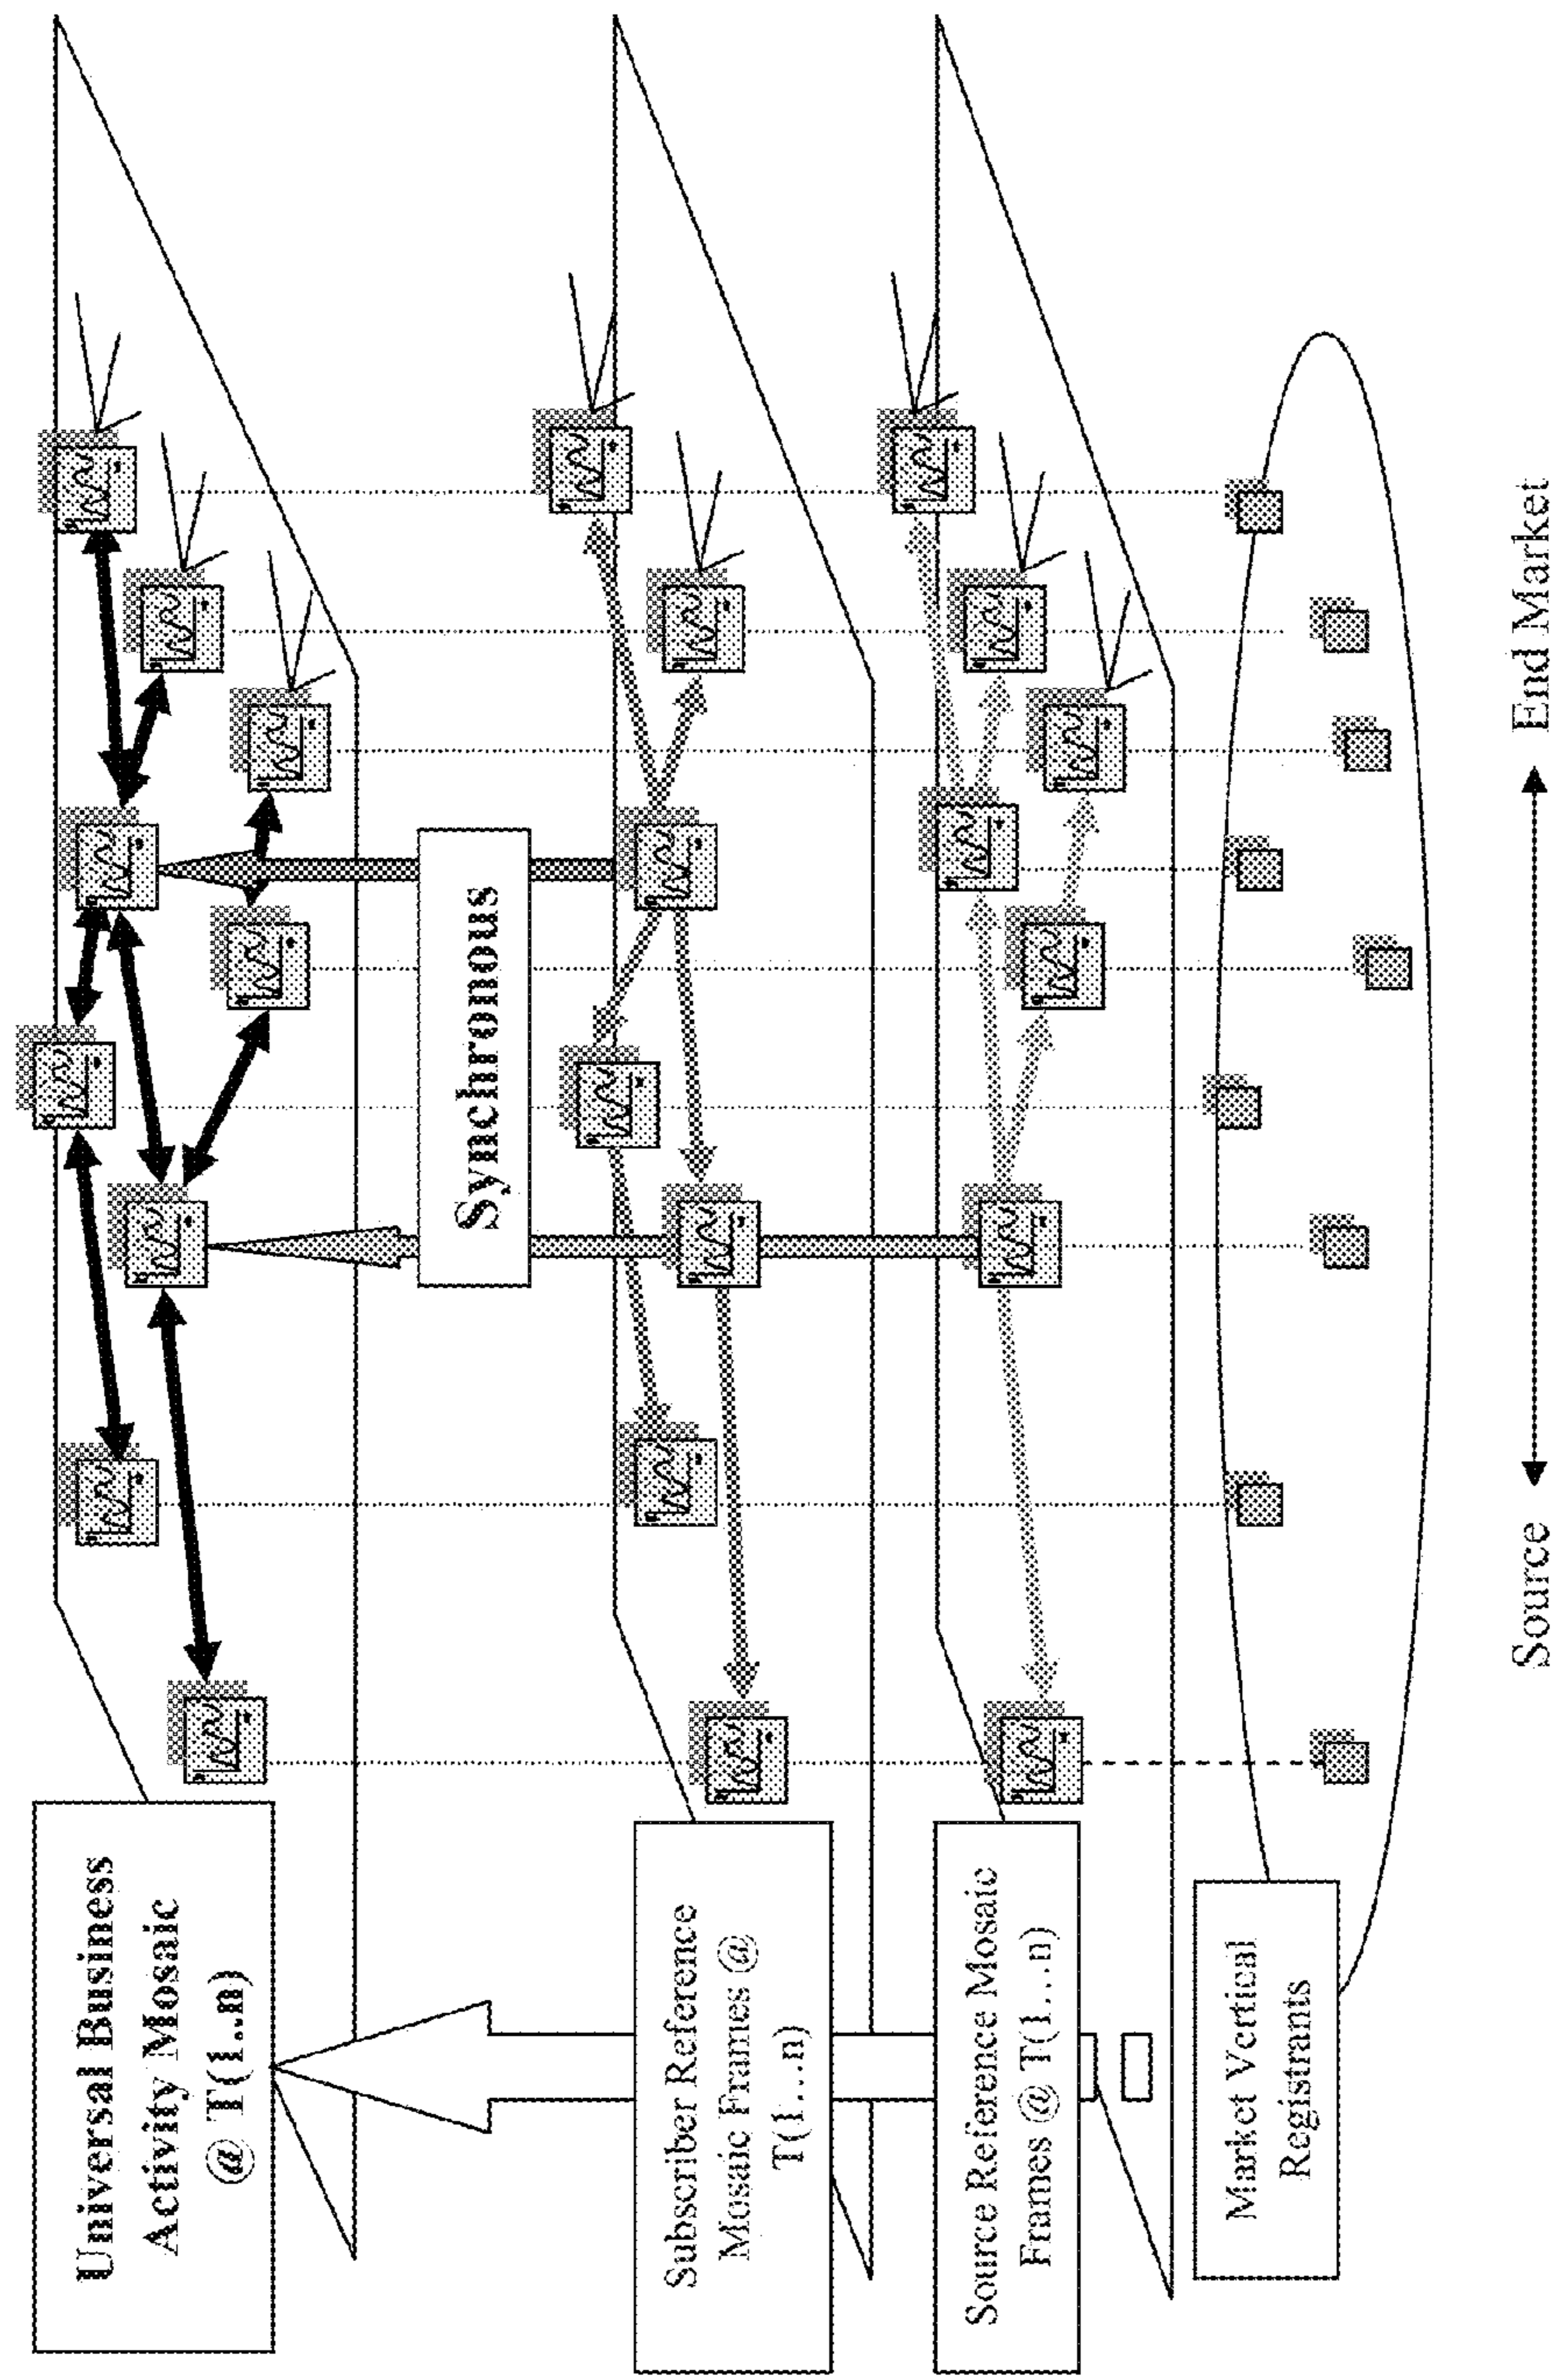 Universal Business
Activity Mosaic
@ T(1..n)
Synchronous
Subscriber Reference
Mosaic Frames @
T(1…n)
Source Reference Mosaic
Frames @ T(1…n)
Market Vertical
Registrants
Source
End Market